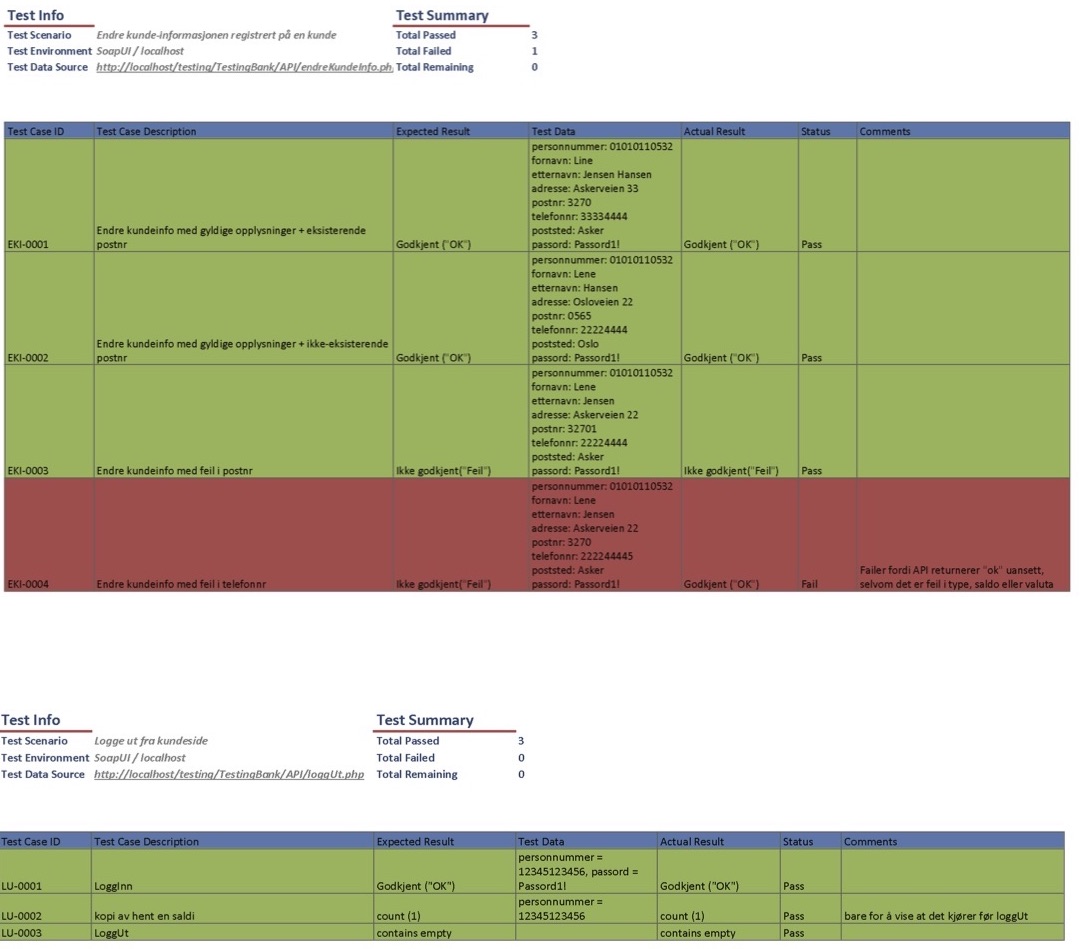 Test Info Test Summary
Test Scenario Endre kunde-informasjonen registrert på en kunde Total Passed 3
Test Environment SoapUI / localhost Total Failed 1
Test Data Source http://localhost/testing/TestingBank/API/endreKundeInfo.ph Total Remaining 0
Test Case ID Test Case Description Expected Result Test Data Actual Result Status Comments
personnummer: 01010110532
fornavn: Line
etternavn: Jensen Hansen
adresse: Askerveien 33
postnr: 3270
telefonnr: 33334444
Endre kundeinfo med gyldige opplysninger + eksisterende poststed: Asker
EKI-0001 postnr Godkjent ("OK") passord: Passord1! Godkjent ("OK") Pass
personnummer: 01010110532
fornavn: Lene
etternavn: Hansen
adresse: Osloveien 22
postnr: 0565
telefonnr: 22224444
Endre kundeinfo med gyldige opplysninger + ikke-eksisterende poststed: Oslo
EKI-0002 postnr Godkjent ("OK") passord: Passord1! Godkjent ("OK") Pass
personnummer: 01010110532
fornavn: Lene
etternavn: Jensen
adresse: Askerveien 22
postnr: 32701
telefonnr: 22224444
poststed: Asker
EKI-0003 Endre kundeinfo med feil i postnr Ikke godkjent("Feil") passord: Passord1! Ikke godkjent("Feil") Pass
personnummer: 01010110532
fornavn: Lene
etternavn: Jensen
adresse: Askerveien 22
postnr: 3270
telefonnr: 222244445
poststed: Asker Failer fordi API returnerer "ok" uansett,
EKI-0004 Endre kundeinfo med feil i telefonnr Ikke godkjent("Feil") passord: Passord1! Godkjent ("OK") Fail selvom det er feil i type, saldo eller valuta
Test Info Test Summary
Test Scenario Logge ut fra kundeside Total Passed 3
Test Environment SoapUI / localhost Total Failed 0
Test Data Source http://localhost/testing/TestingBank/API/loggUt.php Total Remaining 0
Test Case ID Test Case Description Expected Result Test Data Actual Result Status Comments
personnummer =
12345123456, passord =
LU-0001 LoggInn Godkjent ("OK") Passord1! Godkjent ("OK") Pass
personnummer =
LU-0002 kopi av hent en saldi count (1) 12345123456 count (1) Pass bare for å vise at det kjører før loggUt
LU-0003 LoggUt contains empty contains empty Pass